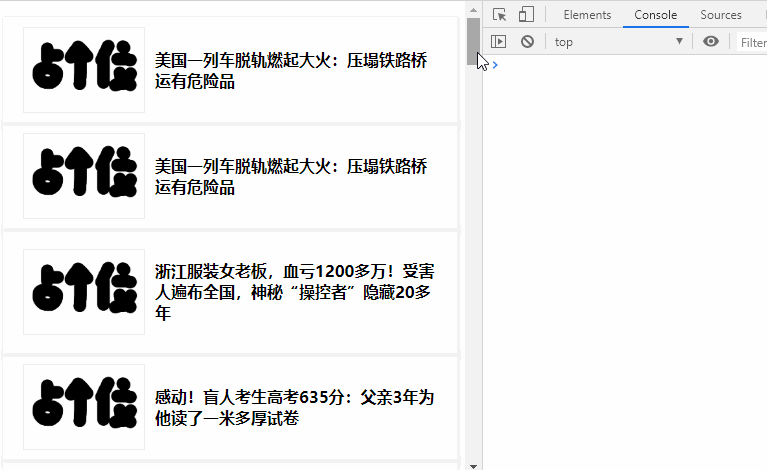 Elements Console Sources
top Filter
占个位
美国一列车脱轨燃起大火：压塌铁路桥
运有危险品
占个位
美国一列车脱轨燃起大火：压塌铁路桥
运有危险品
占个位
浙江服装女老板，血亏1200多万！受害
人遍布全国，神秘“操控者”隐藏20多
年
占个位
感动！盲人考生高考635分：父亲3年为
他读了一米多厚试卷